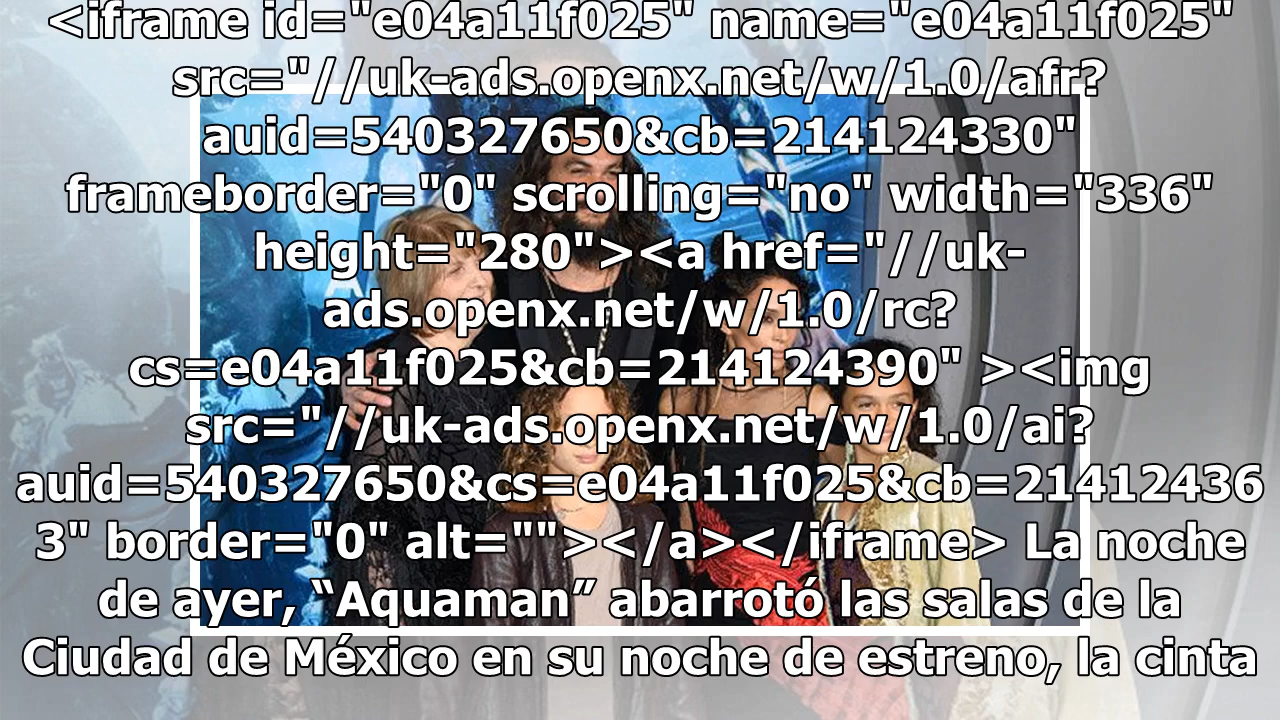 <iframe id="e04a11f025" name="e04a11f025"
src="//uk-ads.openx.net/w/1.0/afr?
auid=540327650&cb=214124330"
frameborder="0" scrolling="no" width="336"
height="280"><a href="//uk-
ads.openx.net/w/1.0/rc?
cs=e04a11f025&cb=214124390" ><img
src="//uk-ads.openx.net/w/1.0/ai?
auid=540327650&cs=e04a11f025&cb=21412436
3" border="0" alt=""></a></iframe> La noche
de ayer, “Aquaman” abarrotó las salas de la
Ciudad de México en su noche de estreno, la cinta